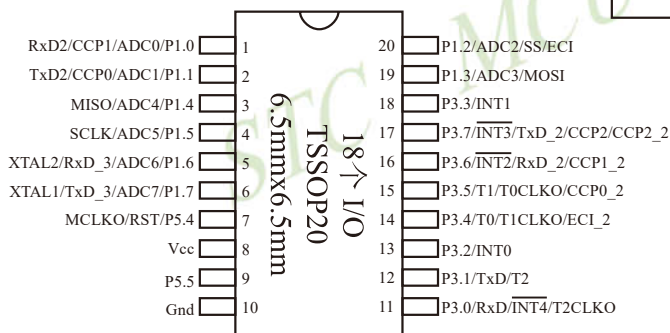 STC MCU
RxD2/CCP1/ADC0/P1.0 1
TxD2/CCP0/ADC1/P1.1 2
MISO/ADC4/P1.4 3
SCLK/ADC5/P1.5 4
XTAL2/RxD_3/ADC6/P1.6 5
XTAL1/TxD_3/ADC7/P1.7 6
MCLKO/RST/P5.4 7
Vcc 8
P5.5 9
Gnd 10
18个 I/O
TSSOP20
6.5mmx6.5mm
20 P1.2/ADC2/SS/ECI
19 P1.3/ADC3/MOSI
18 P3.3/INT1
17 P3.7/INT3/TxD_2/CCP2/CCP2_2
16 P3.6/INT2/RxD_2/CCP1_2
15 P3.5/T1/T0CLKO/CCP0_2
14 P3.4/T0/T1CLKO/ECI_2
13 P3.2/INT0
12 P3.1/TxD/T2
11 P3.0/RxD/INT4/T2CLKO